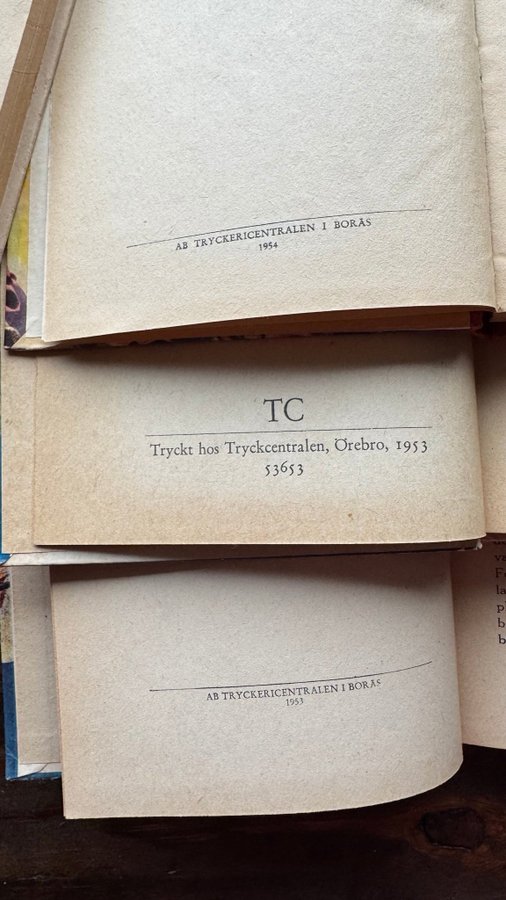 AB TRYCKERICENTRALEN I BORÅS
1954
TC
Tryckt hos Tryckcentralen, Örebro, 1953
53653
AB TRYCKERICENTRALEN I BORÅS
1953